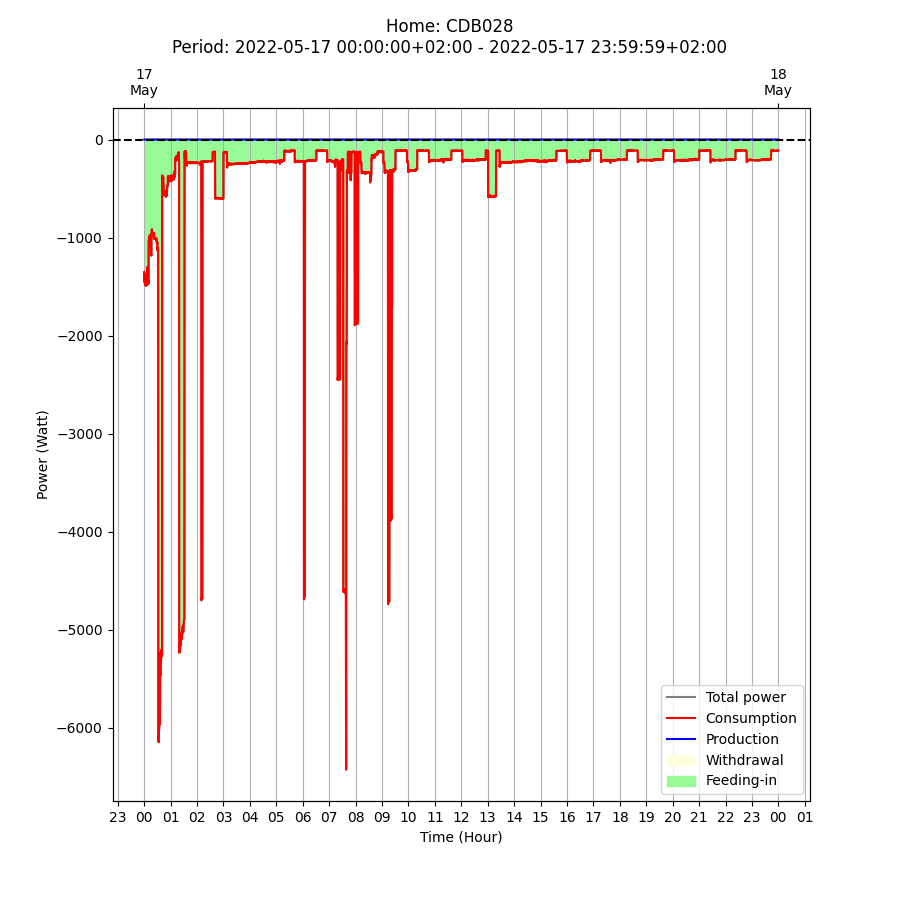 Home: CDB028
Period: 2022-05-17 00:00:00+02:00 - 2022-05-17 23:59:59+02:00
17 18
May May
0
−1000
−2000
−3000
−4000
−5000
−6000
Power (Watt)
Total power
Consumption
Production
Withdrawal
Feeding-in
23 00 01 02 03 04 05 06 07 08 09 10 11 12 13 14 15 16 17 18 19 20 21 22 23 00 01
Time (Hour)